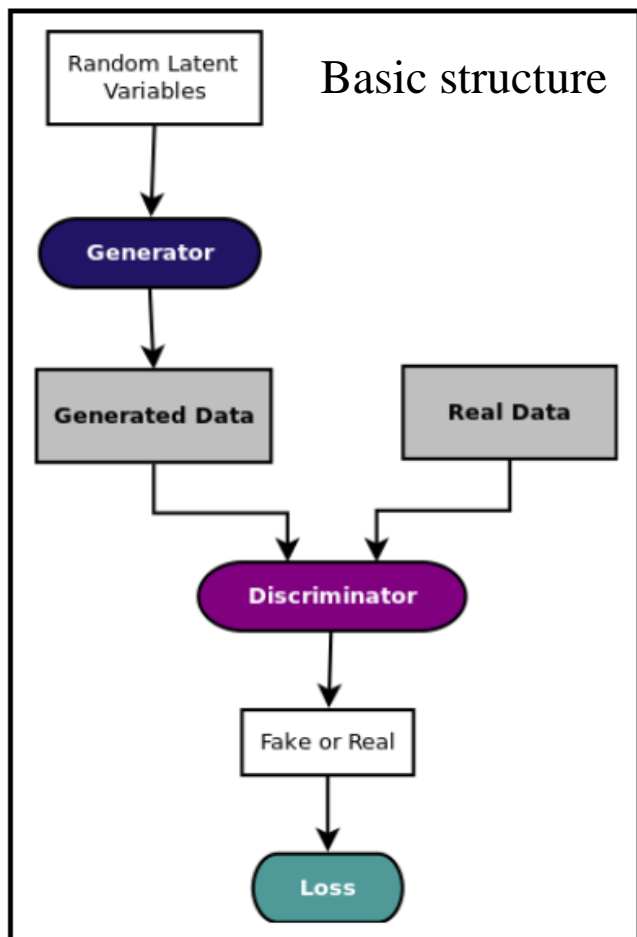 Random Latent
Variables
Basic structure
Generator
Generated Data
Real Data
Discriminator
Fake or Real
Loss